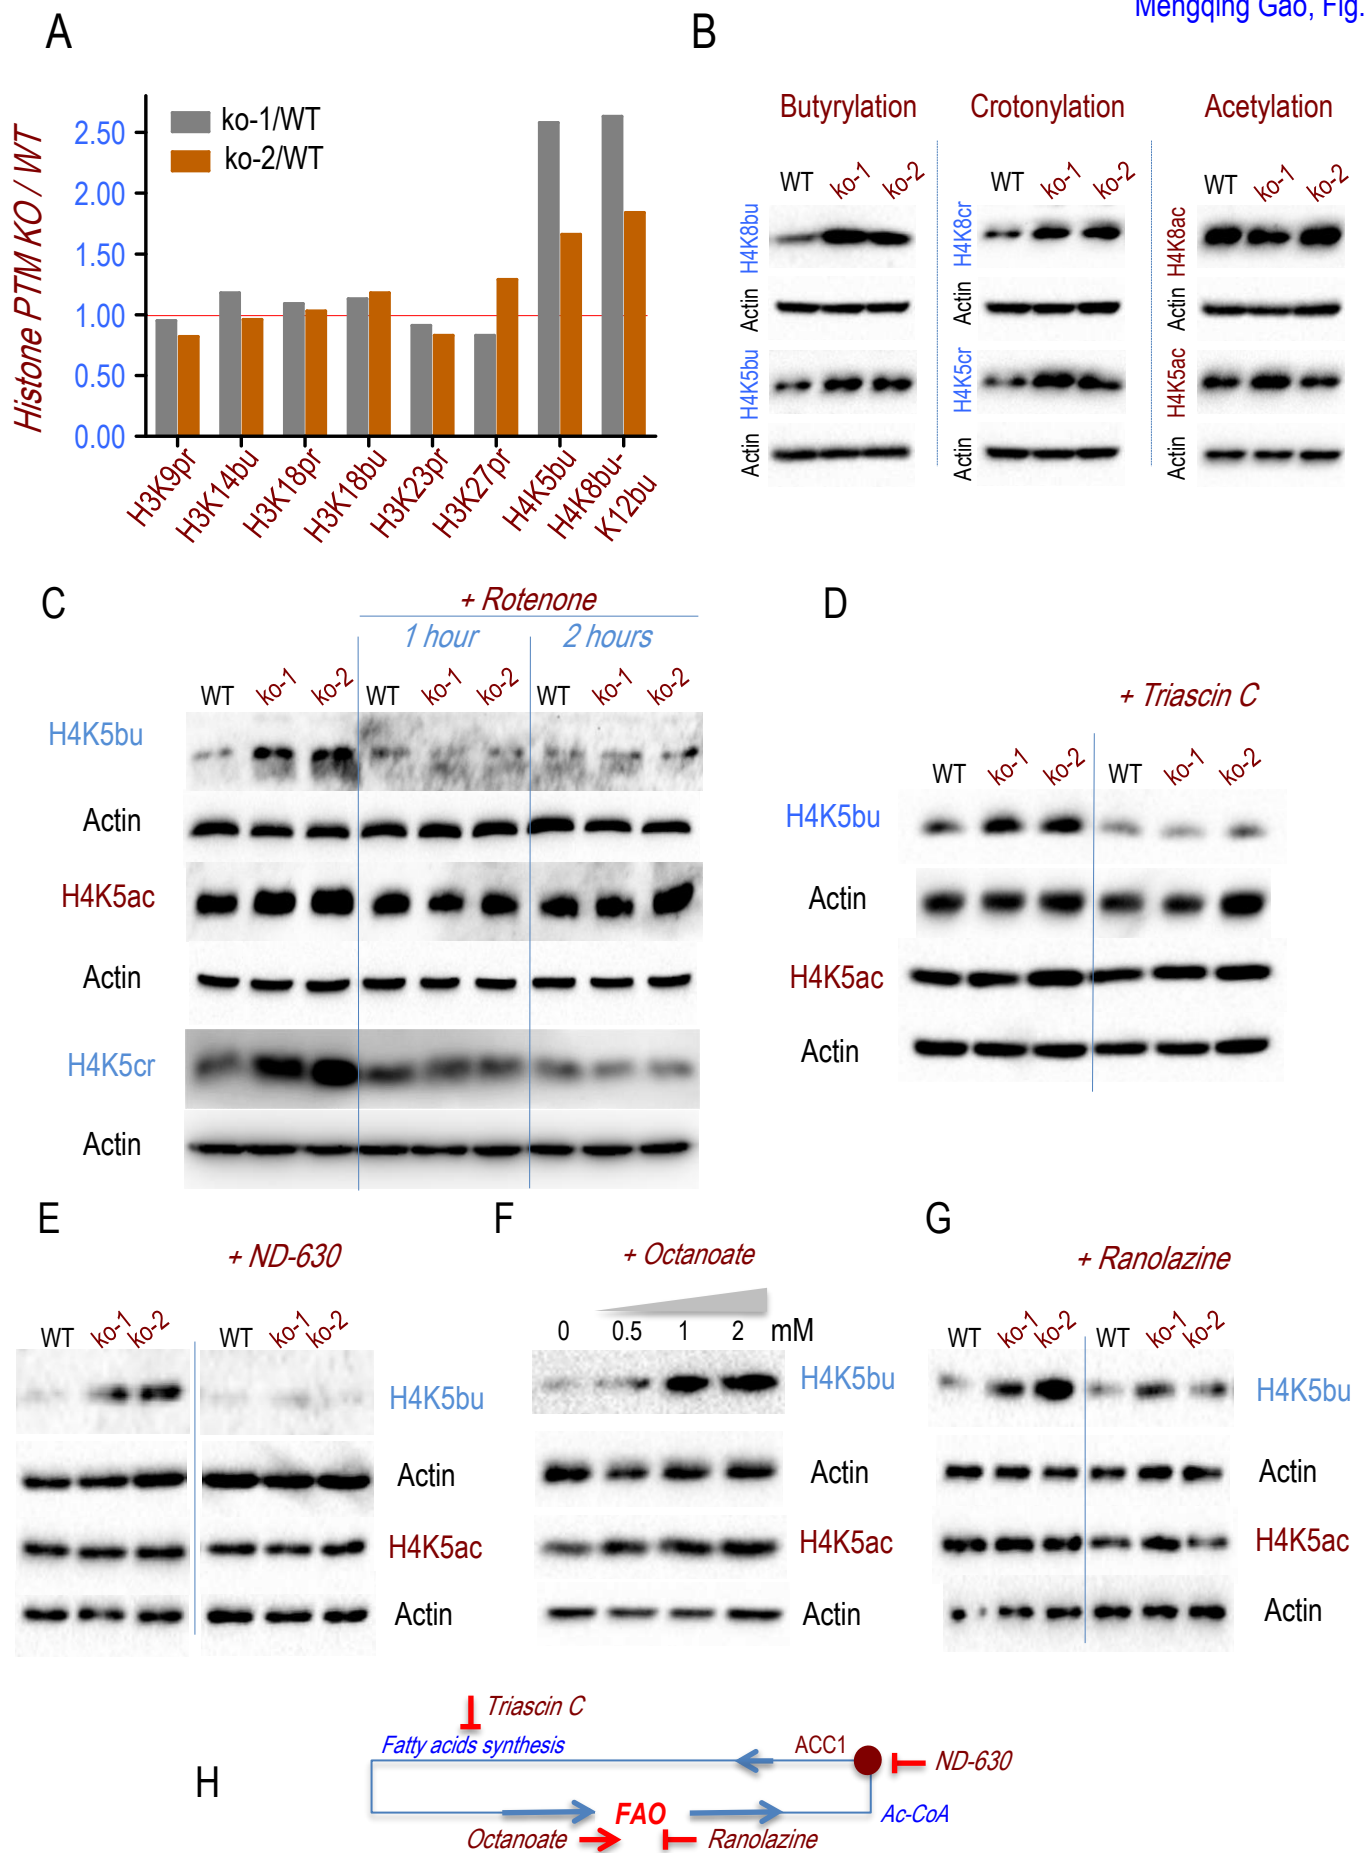 Mengqing Gao, Fig.
A
Histone PTM KO / WT
2.50
2.00
1.50
1.00
0.50
0.00
ko-1/WT
ko-2/WT
H3K9pr
H3K14bu
H3K18pr
H3K18bu
H3K23pr
H3K27pr
H4K5bu
H4K8bu-
K12bu
B
Butyrylation
Crotonylation
Acetylation
WT ko-1 ko-2
WT ko-1 ko-2
WT ko-1 ko-2
H4K8bu
H4K8cr
H4K8ac
Actin
Actin
Actin
H4K5bu
H4K5cr
H4K5ac
Actin
Actin
Actin
C
+ Rotenone
1 hour
2 hours
WT ko-1 ko-2 WT ko-1 ko-2 WT ko-1 ko-2
H4K5bu
Actin
H4K5ac
Actin
H4K5cr
Actin
D
+ Triascin C
WT ko-1 ko-2 WT ko-1 ko-2
H4K5bu
Actin
H4K5ac
Actin
E
+ ND-630
WT ko-1 ko-2 WT ko-1 ko-2
H4K5bu
Actin
H4K5ac
Actin
F
+ Octanoate
0 0.5 1 2 mM
H4K5bu
Actin
H4K5ac
Actin
G
+ Ranolazine
WT ko-1 ko-2 WT ko-1 ko-2
H4K5bu
Actin
H4K5ac
Actin
H
Triascin C
Fatty acids synthesis
ACC1
ND-630
FAO
Ac-CoA
Octanoate
Ranolazine